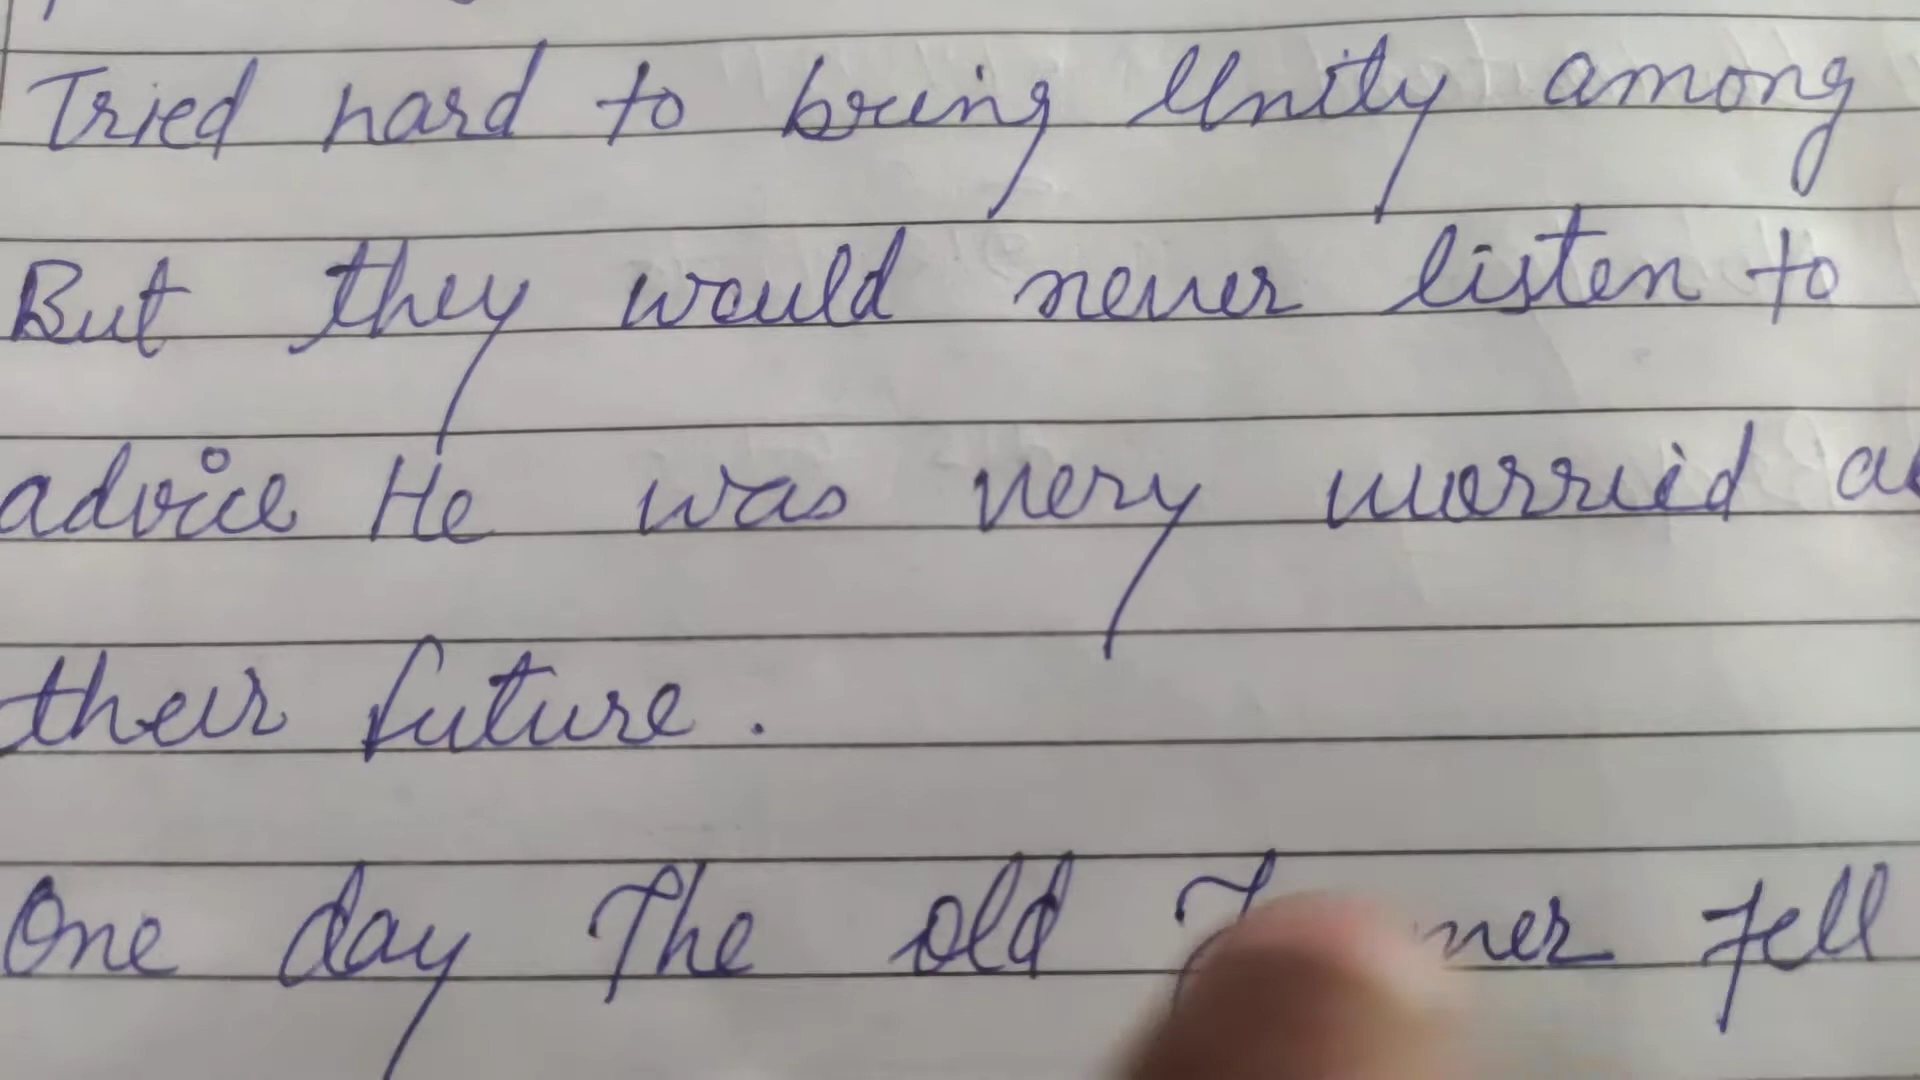 Tried hard to bring Unity among
But they would never listen to
advice He was very worried
their future.
One day The old fell